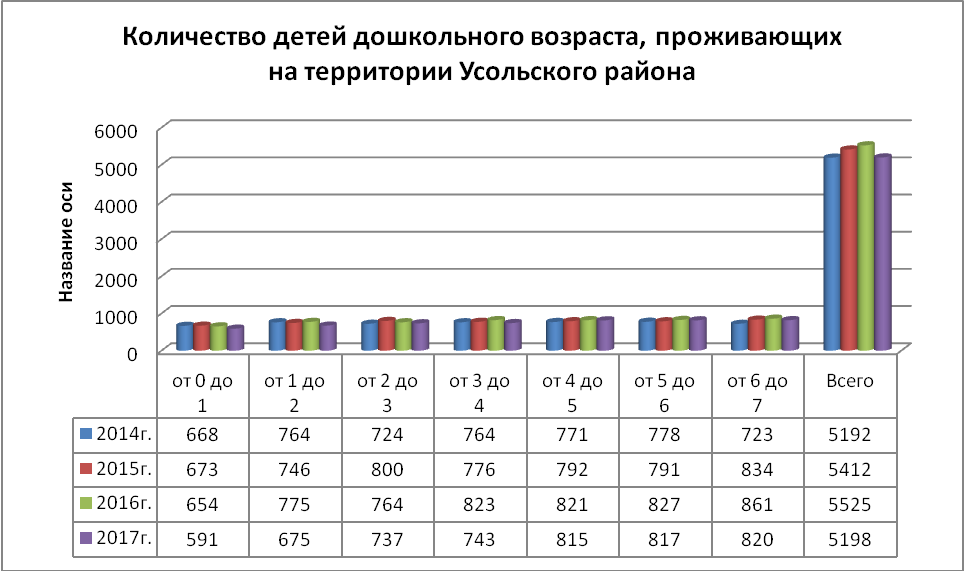 Количество детей дошкольного возраста, проживающих
на территории Усольского района
Название оси
6000
5000
4000
3000
2000
1000
0
от 0 до 1 от 1 до 2 от 2 до 3 от 3 до 4 от 4 до 5 от 5 до 6 от 6 до 7 Всего
2014г. 668 764 724 764 771 778 723 5192
2015г. 673 746 800 776 792 791 834 5412
2016г. 654 775 764 823 821 827 861 5525
2017г. 591 675 737 743 815 817 820 5198